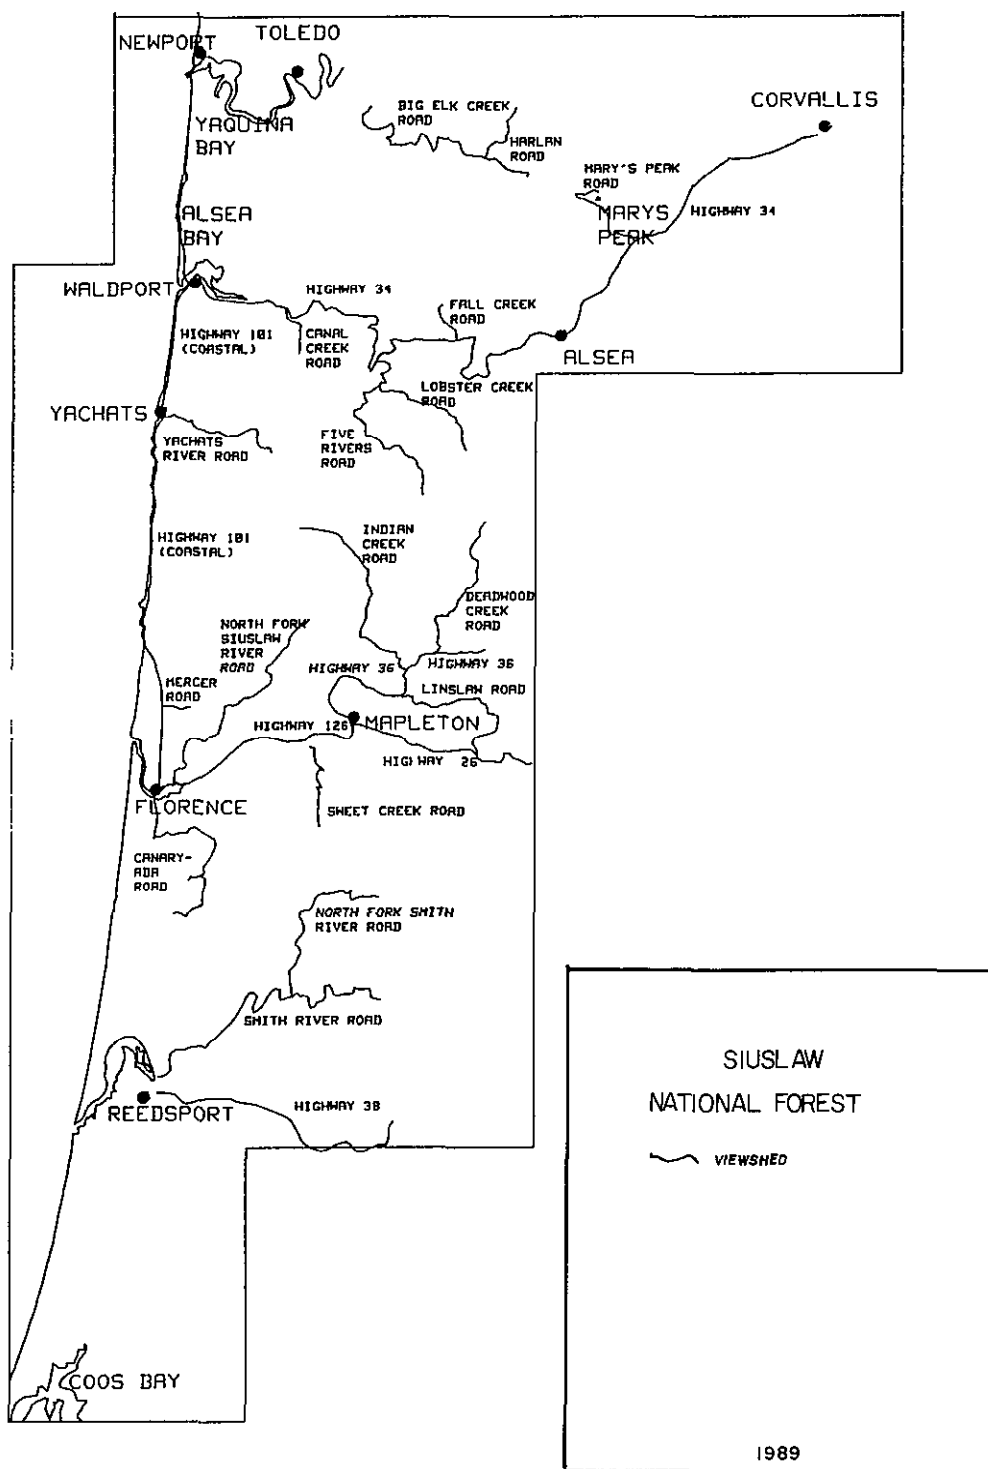 NEWPORT
TOLEDO
CORVALLIS
BIG ELK CREEK
ROAD
YAQUINA
BAY
HARLAN
ROAD
MARY'S PEAK
ROAD
MARYS
PEAK
HIGHWAY 34
ALSEA
BAY
WALDPORT
HIGHWAY 34
FALL CREEK
ROAD
HIGHWAY 101
(COASTAL)
CANAL
CREEK
ROAD
ALSEA
LOBSTER CREEK
ROAD
YACHATS
YACHATS
RIVER ROAD
FIVE
RIVERS
ROAD
HIGHWAY 101
(COASTAL)
INDIAN
CREEK
ROAD
DEADWOOD
CREEK
ROAD
NORTH FORK
SIUSLAW
RIVER
ROAD
HIGHWAY 36
HIGHWAY 36
MERCER
ROAD
LINSLAW ROAD
HIGHWAY 126
MAPLETON
HIGHWAY 26
FLORENCE
SWEET CREEK ROAD
CANARY-
ADA
ROAD
NORTH FORK SMITH
RIVER ROAD
SMITH RIVER ROAD
REEDSPORT
HIGHWAY 38
COOS BAY
SIUSLAW
NATIONAL FOREST
VIEWSHED
1989